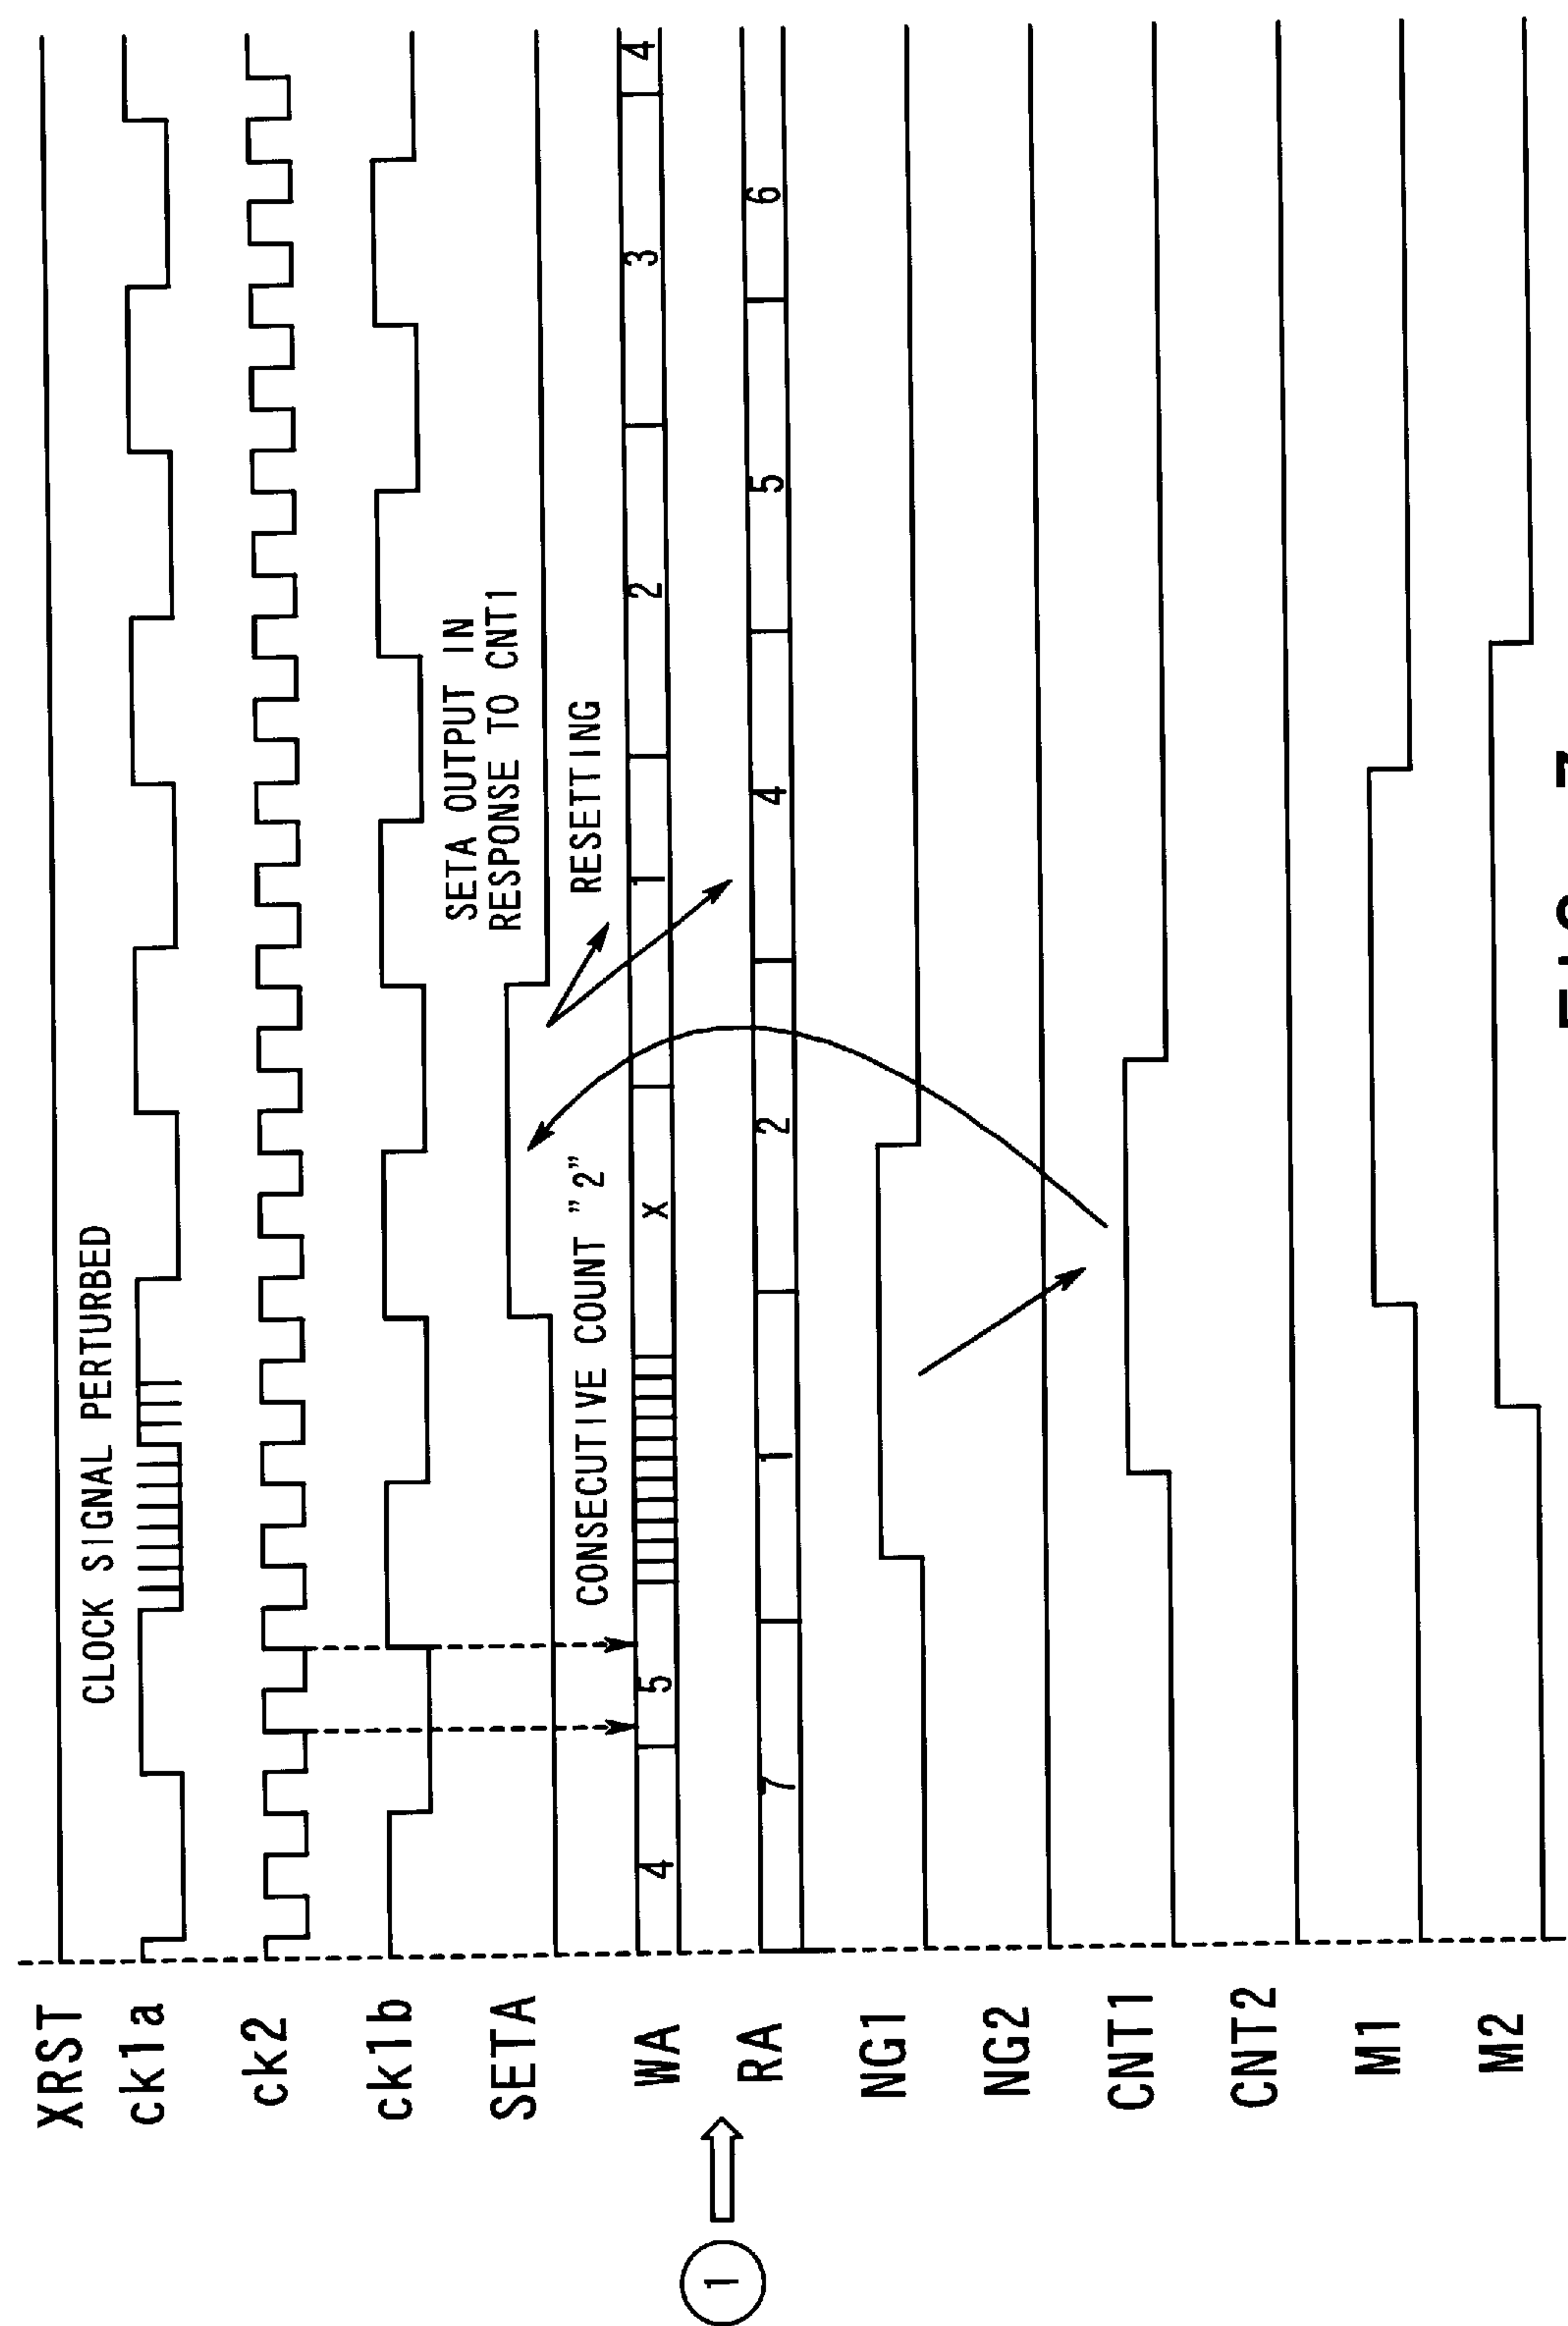 XRST
CLOCK SIGNAL PERTURBED
ck1a
ck2
ck1b
SETA OUTPUT IN
RESPONSE TO CNT1
SETA
RESETTING
CONSECUTIVE COUNT "2"
WA 4 5 X 1 2 3 4
1
RA 7 1 2 4 5 6
NG1
NG2
CNT1
CNT2
M1
M2